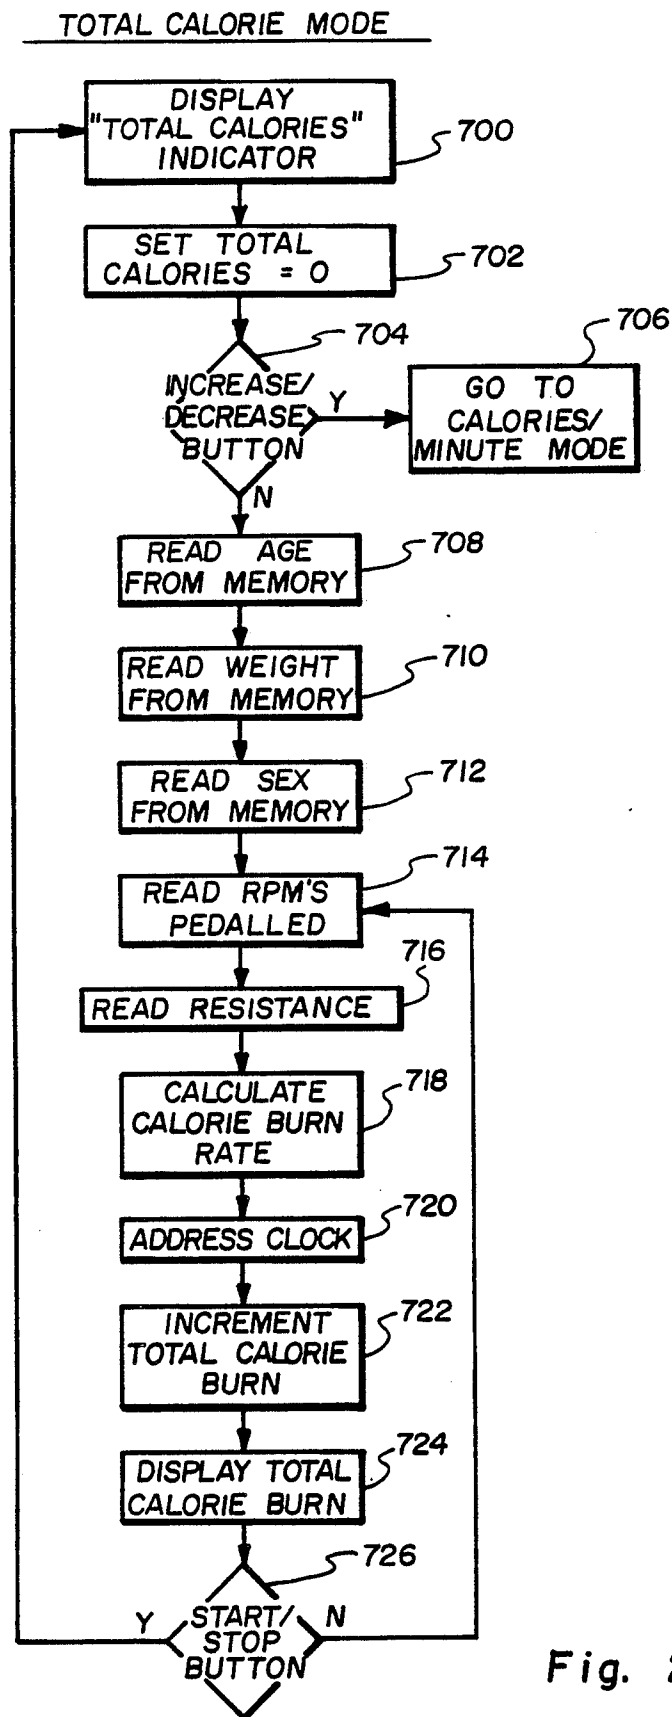 TOTAL CALORIE MODE
DISPLAY
"TOTAL CALORIES"
INDICATOR
700
SET TOTAL
CALORIES = 0
702
704
INCREASE/
DECREASE
BUTTON
Y
N
706
GO TO
CALORIES/
MINUTE MODE
READ AGE
FROM MEMORY
708
READ WEIGHT
FROM MEMORY
710
READ SEX
FROM MEMORY
712
READ RPM'S
PEDALLED
714
READ RESISTANCE
716
CALCULATE
CALORIE BURN
RATE
718
ADDRESS CLOCK
720
INCREMENT
TOTAL CALORIE
BURN
722
DISPLAY TOTAL
CALORIE BURN
724
726
Y
START/
STOP
BUTTON
N
Fig.